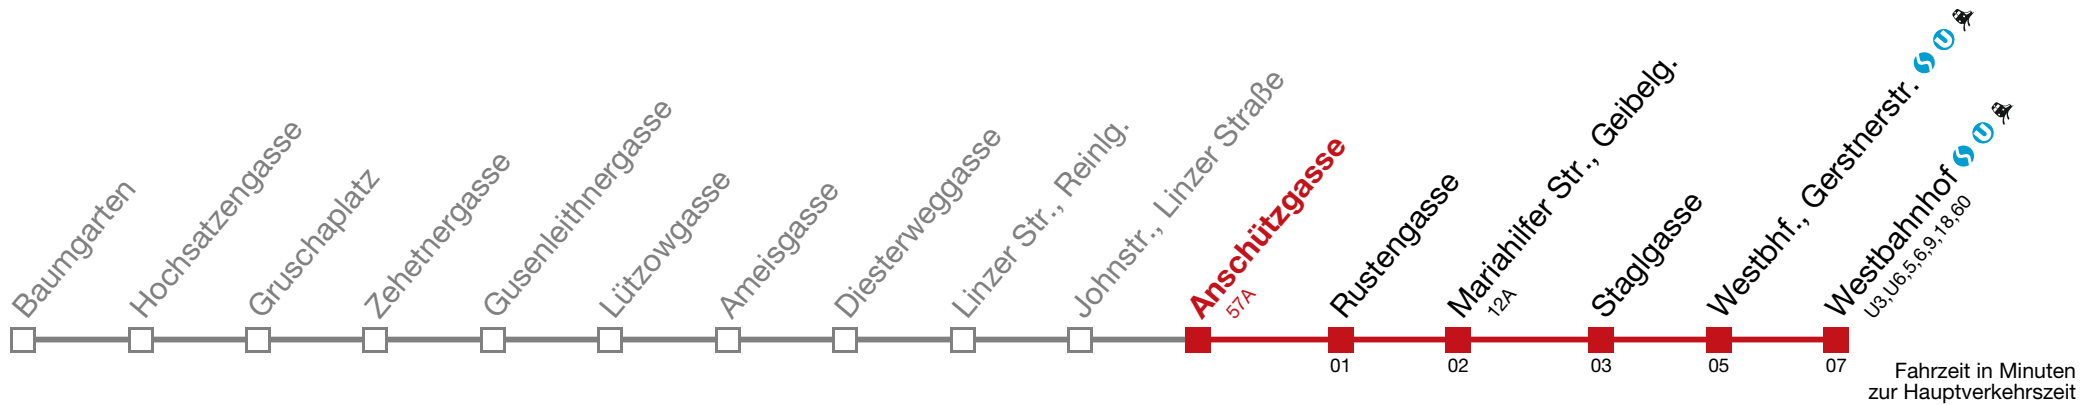 Baumgarten
Hochsatzengasse
Gruschaplatz
Zehetnergasse
Gusenleithnergasse
Lützowgasse
Ameisgasse
Diesterweggasse
Linzer Str., Reinlg.
Johnstr., Linzer Straße
Anschützgasse
57A
Rustengasse
01
Mariahilfer Str., Geibelg.
12A
02
Staglgasse
03
Westbhf., Gerstnerstr.
U
05
Westbahnhof
U
U3,U6,5,6,9,18,60
07
Fahrzeit in Minuten
zur Hauptverkehrszeit